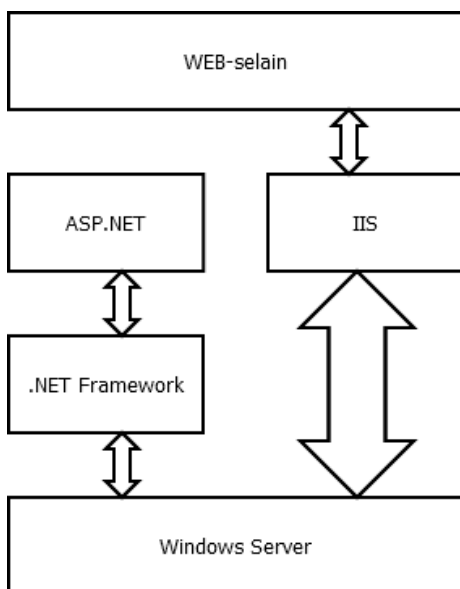 WEB-selain
ASP.NET
IIS
.NET Framework
Windows Server